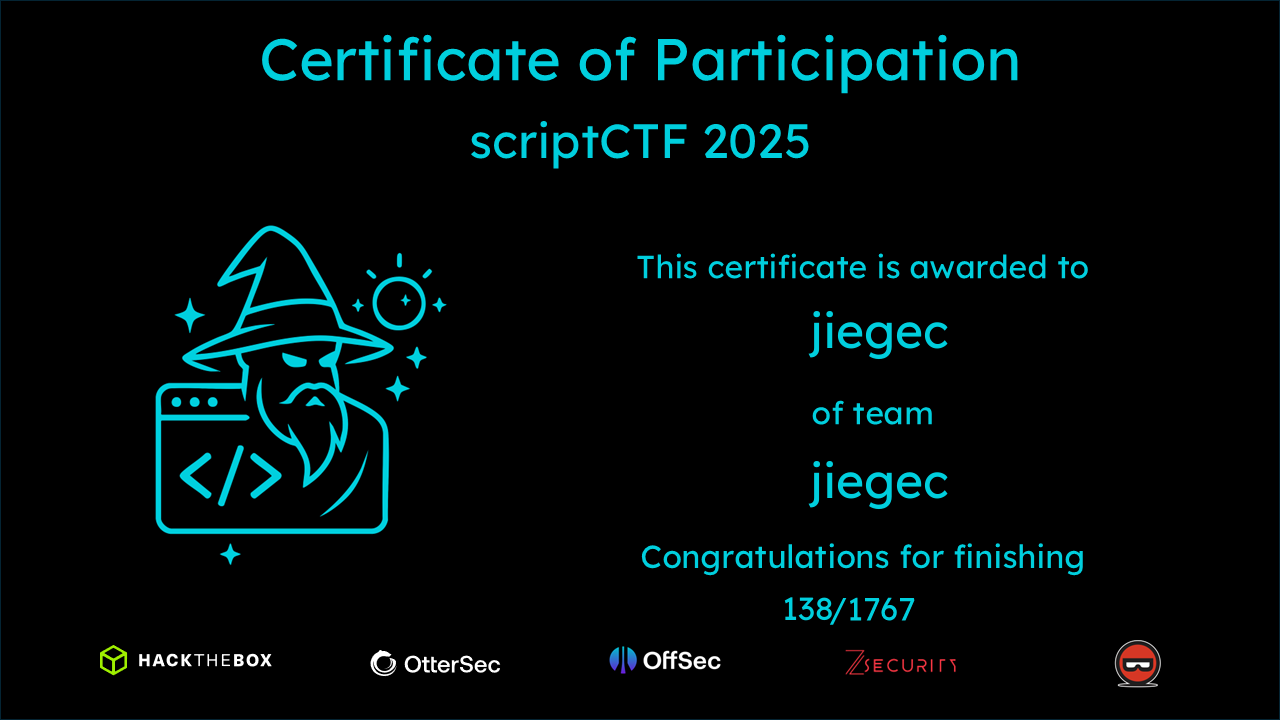 Certificate of Participation
scriptCTF 2025
This certificate is awarded to
jiegec
of team
jiegec
Congratulations for finishing
138/1767
</>
HACKTHEBOX
OtterSec
OffSec
ZSECURITY